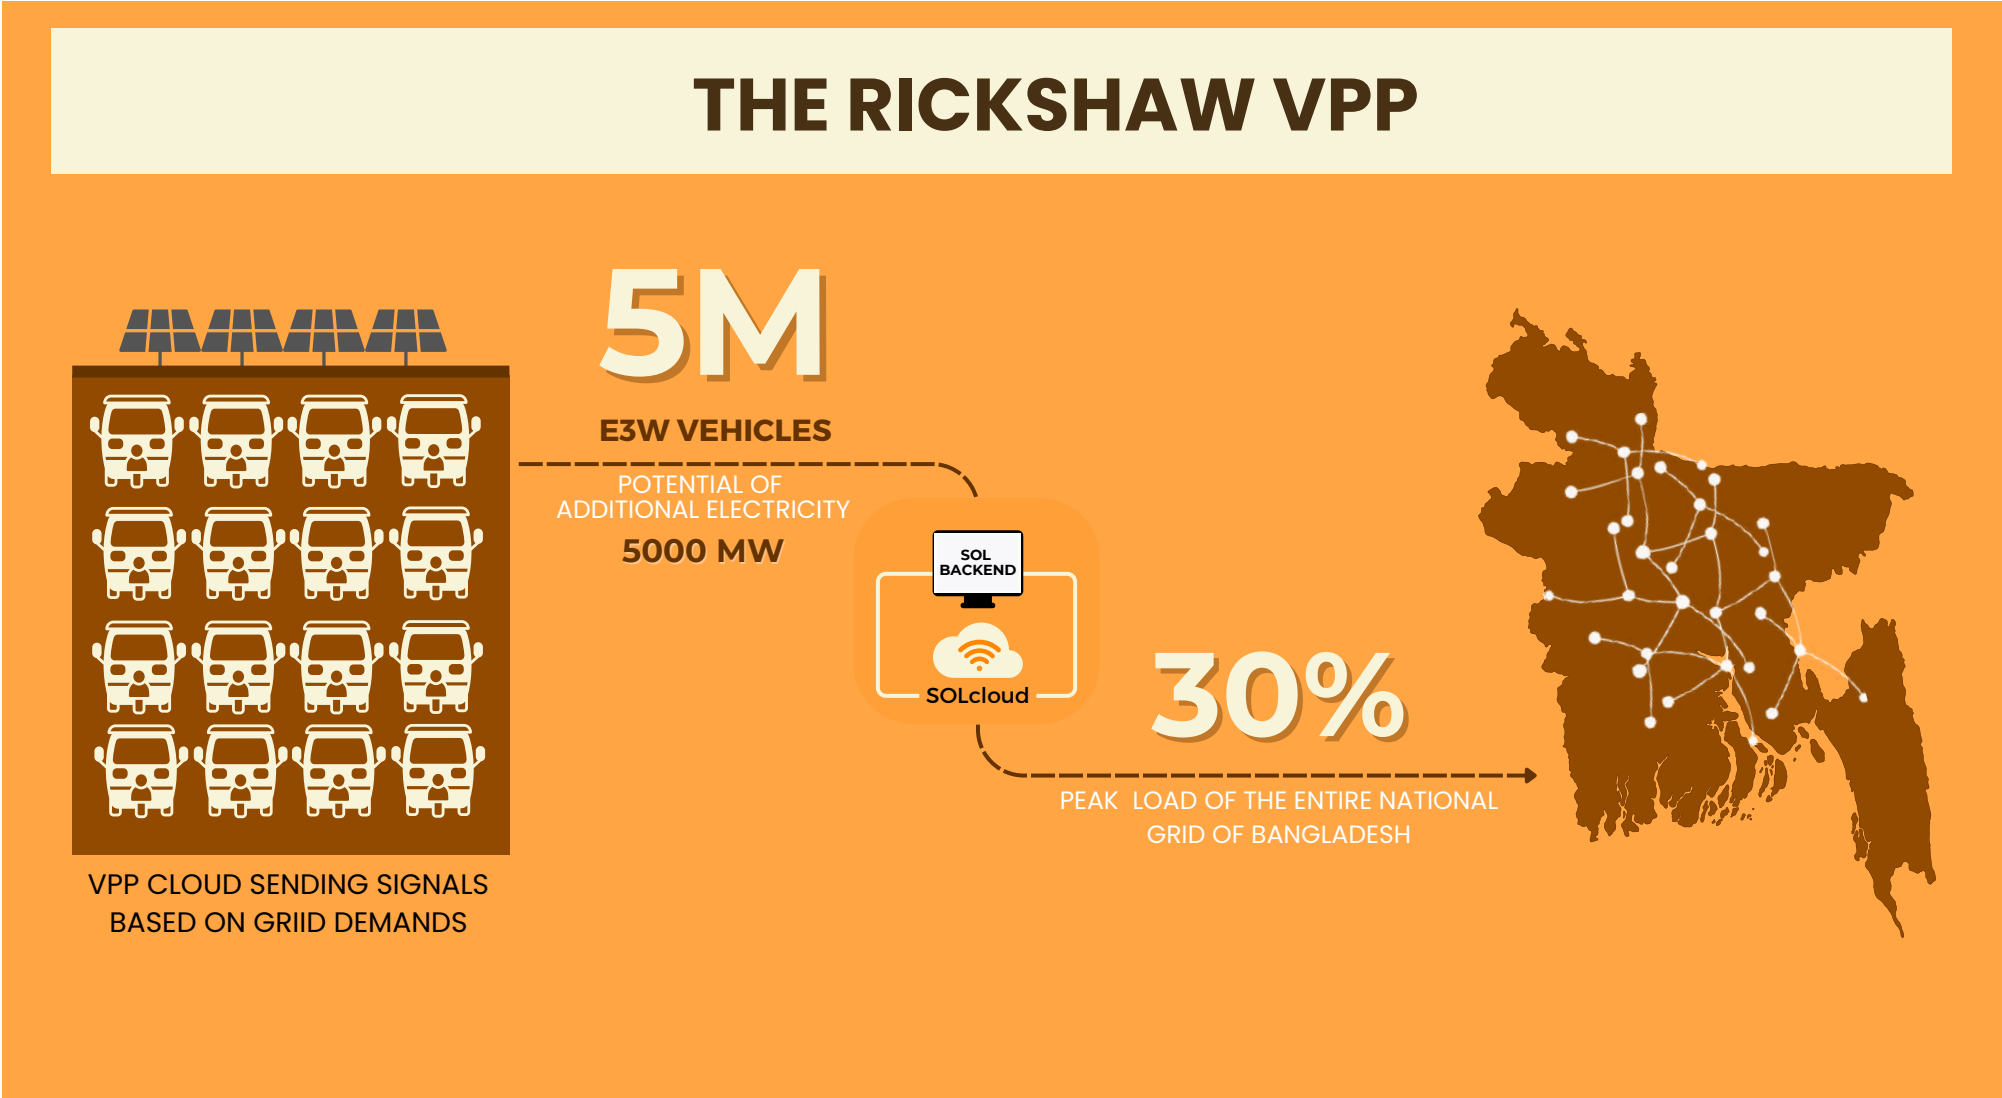 THE RICKSHAW VPP
5M
E3W VEHICLES
POTENTIAL OF
ADDITIONAL ELECTRICITY
5000 MW
SOL
BACKEND
SOLcloud
30%
PEAK LOAD OF THE ENTIRE NATIONAL
GRID OF BANGLADESH
VPP CLOUD SENDING SIGNALS
BASED ON GRIID DEMANDS